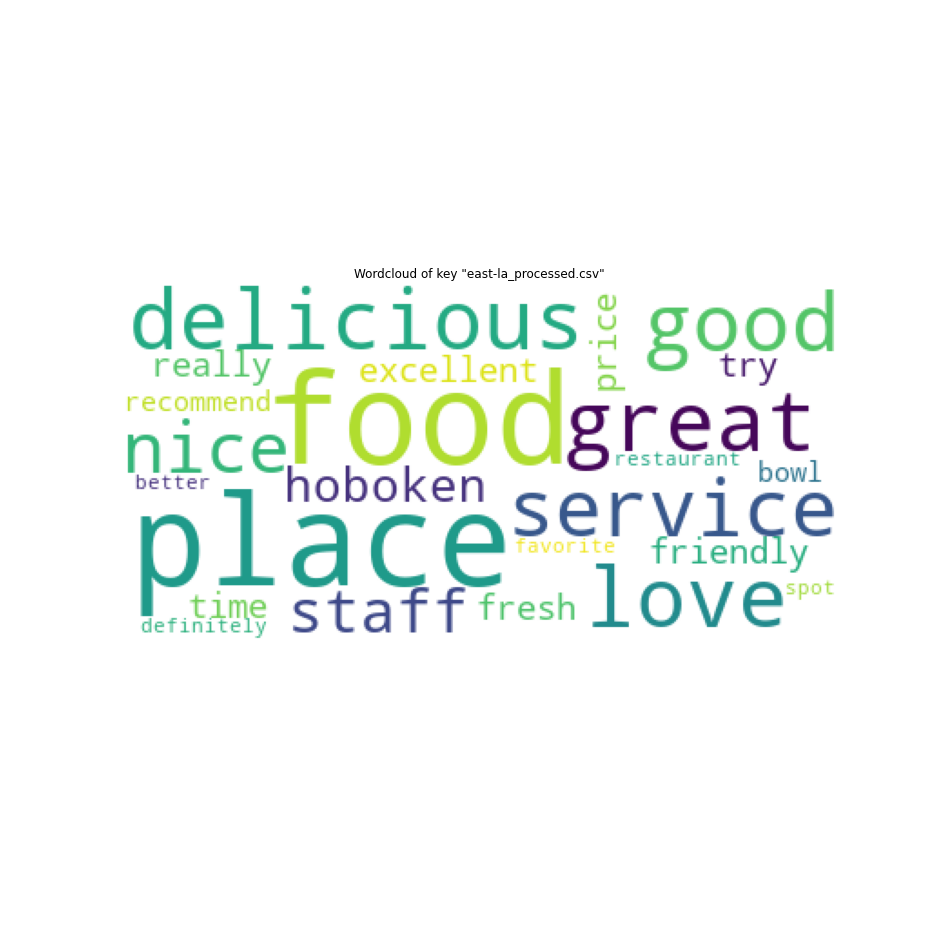 Wordcloud of key "east-la_processed.csv"
delicious
price
good
really
excellent
try
recommend
food
great
nice
restaurant
better
hoboken
bowl
place
service
favorite
friendly
time
staff
fresh
love
spot
definitely